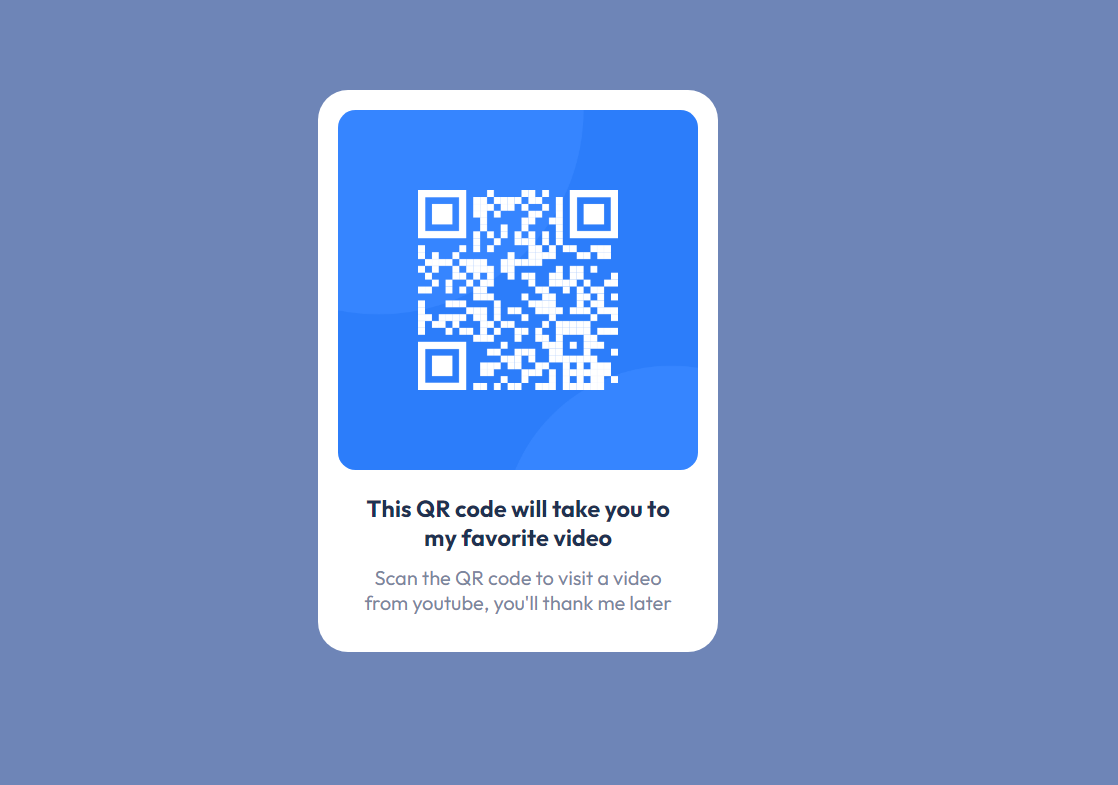 This QR code will take you to
my favorite video
Scan the QR code to visit a video
from youtube, you'll thank me later